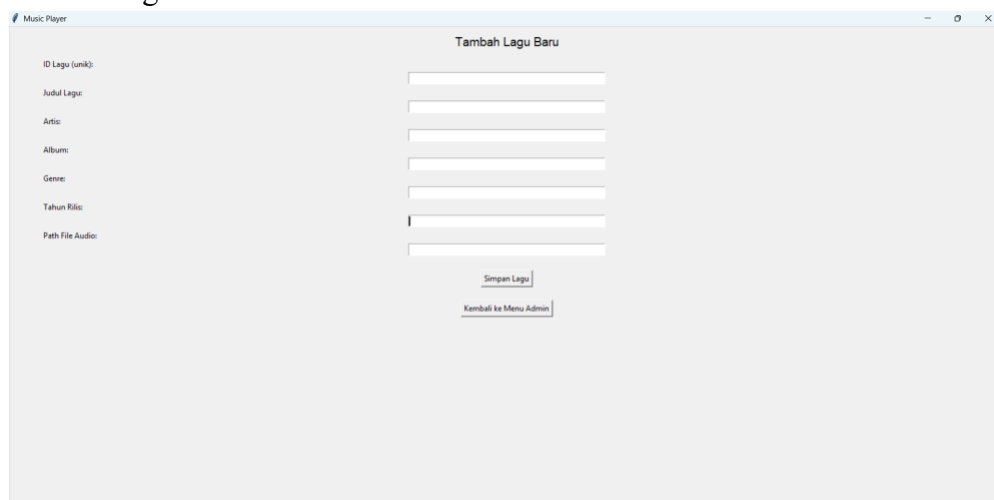 Music Player
Tambah Lagu Baru
ID Lagu (unik):
Judul Lagu:
Artis:
Album:
Genre:
Tahun Rilis:
Path File Audio:
Simpan Lagu
Kembali ke Menu Admin